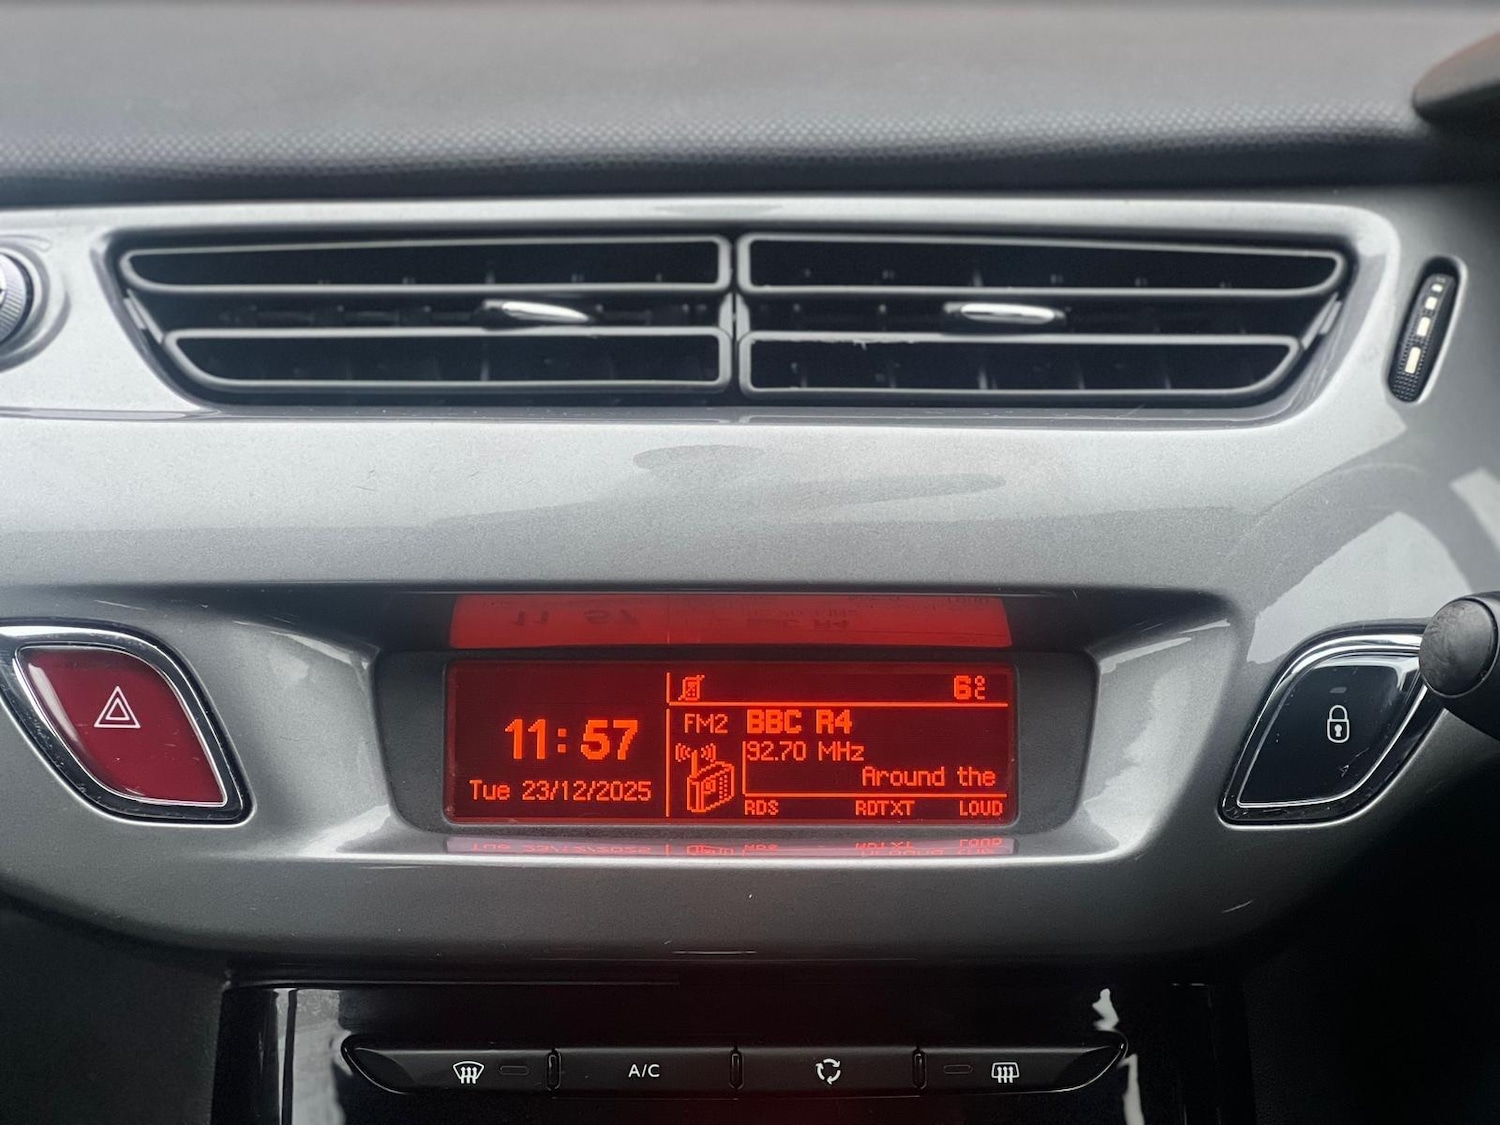 6°C
11:57
Tue 23/12/2025
FM2 BBC R4
92.70 MHz
Around the
RDS RDTXT LOUD
A/C